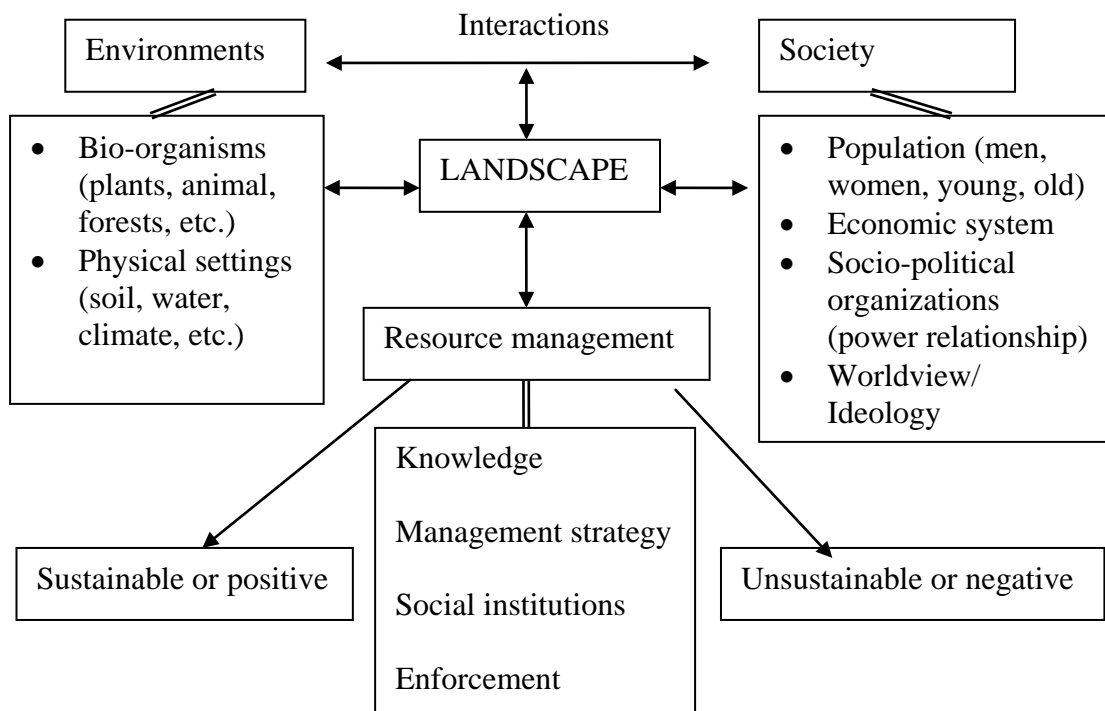 Interactions
Environments
Society
• Bio-organisms
(plants, animal,
forests, etc.)
• Physical settings
(soil, water,
climate, etc.)
LANDSCAPE
• Population (men,
women, young, old)
• Economic system
• Socio-political
organizations
(power relationship)
• Worldview/
Ideology
Resource management
Knowledge
Management strategy
Social institutions
Enforcement
Sustainable or positive
Unsustainable or negative